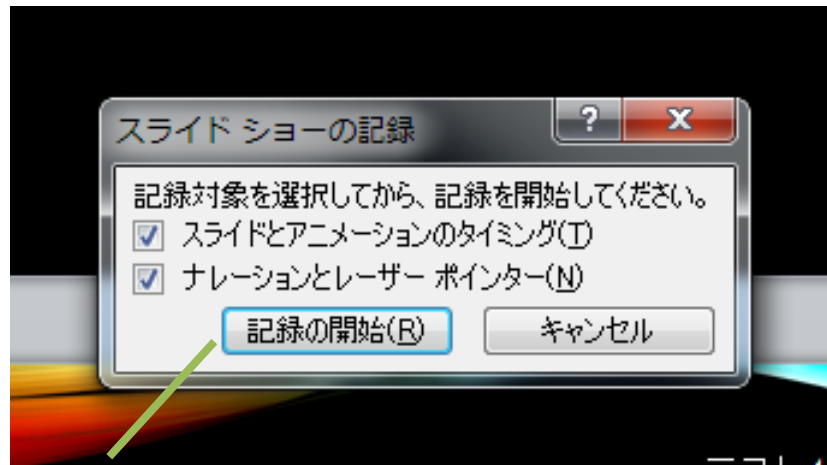 スライド ショーの記録
記録対象を選択してから、記録を開始してください。
スライドとアニメーションのタイミング(T)
ナレーションとレーザー ポインター(N)
記録の開始(R) キャンセル